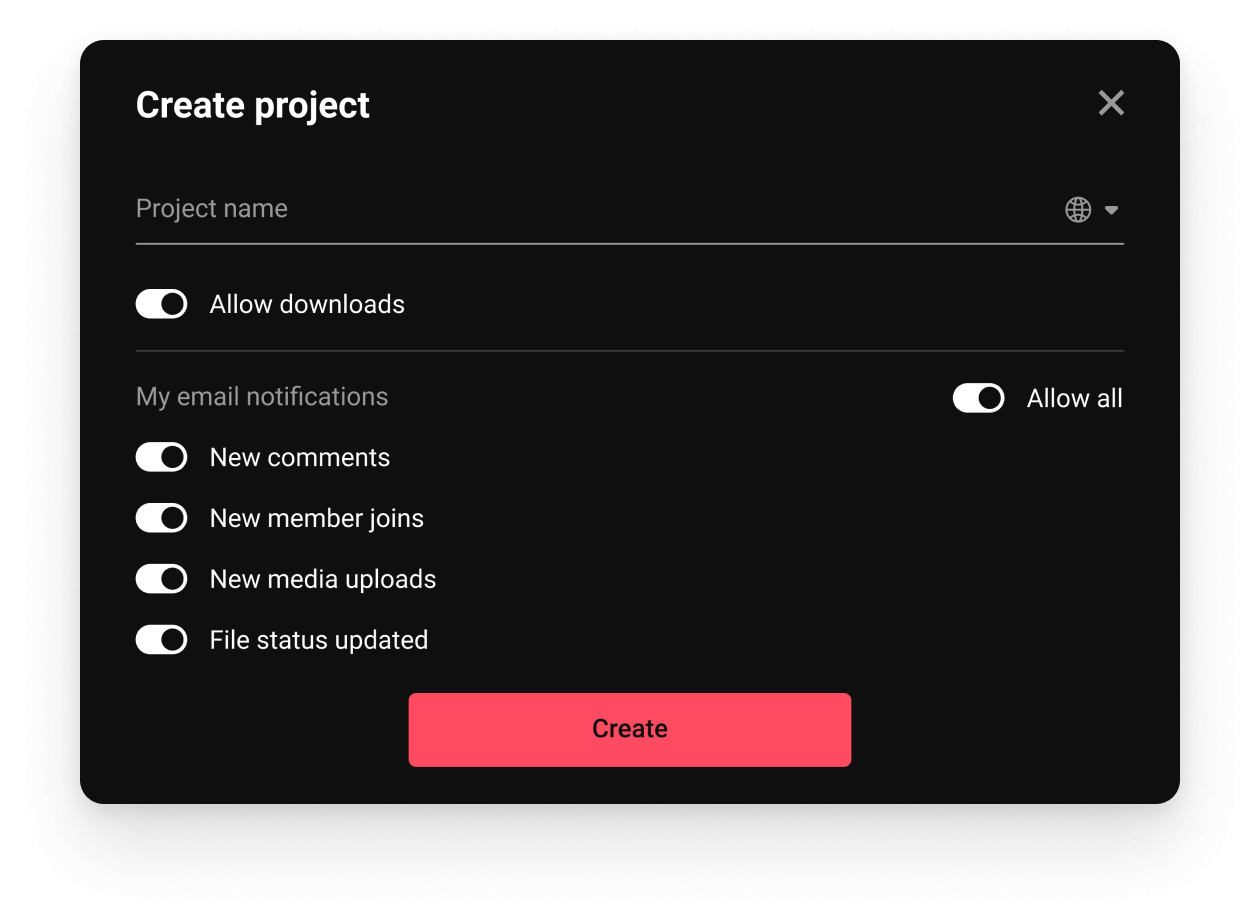 Create project
Project name
Allow downloads
My email notifications
Allow all
New comments
New member joins
New media uploads
File status updated
Create